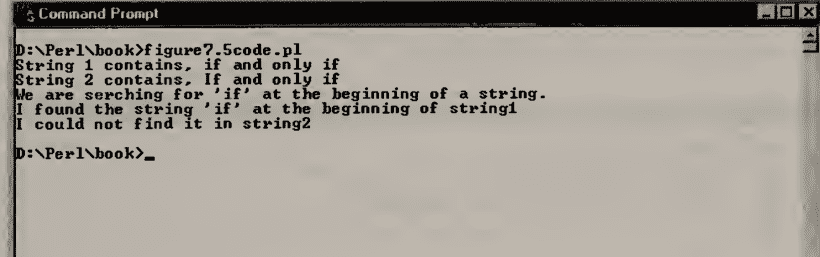 Command Prompt
D:\Perl\book>figure7.5code.pl
String 1 contains, if and only if
String 2 contains, If and only if
We are serching for 'if' at the beginning of a string.
I found the string 'if' at the beginning of string1
I could not find it in string2
D:\Perl\book>_